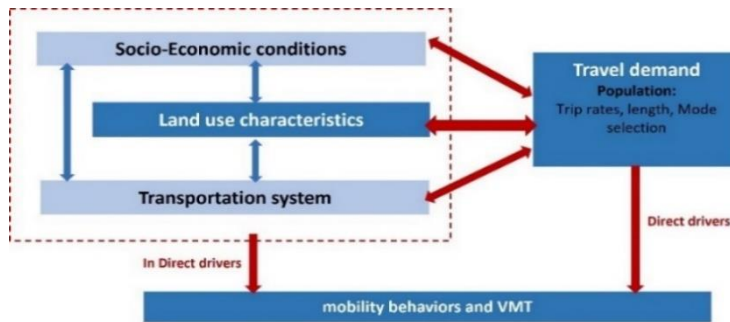 Socio-Economic conditions
Land use characteristics
Transportation system
Travel demand
Population:
Trip rates, length, Mode
selection
In Direct drivers
Direct drivers
mobility behaviors and VMT